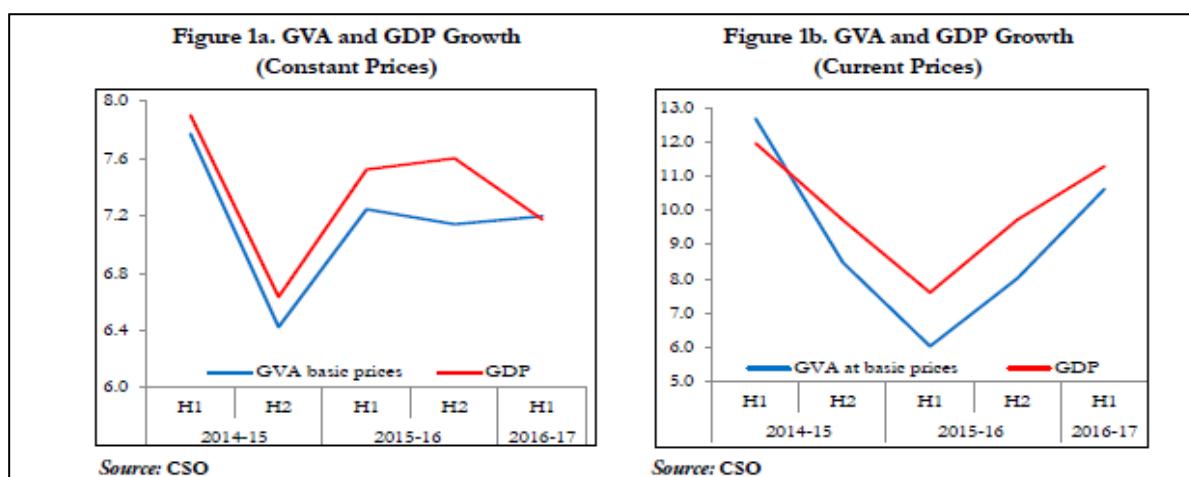 Figure 1a. GVA and GDP Growth
(Constant Prices)
8.0
7.6
7.2
6.8
6.4
6.0
GVA basic prices GDP
H1 H2 H1 H2 H1
2014-15 2015-16 2016-17
Source: CSO
Figure 1b. GVA and GDP Growth
(Current Prices)
13.0
12.0
11.0
10.0
9.0
8.0
7.0
6.0
5.0
GVA at basic prices GDP
H1 H2 H1 H2 H1
2014-15 2015-16 2016-17
Source: CSO